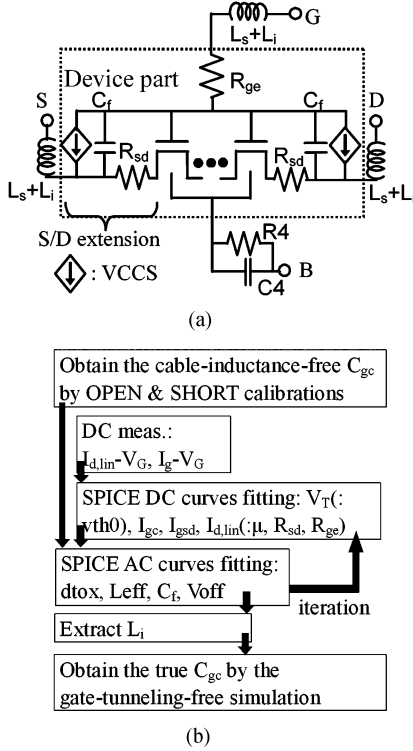 G
Ls+Li
Device part
Rge
S
Cf
Cf
D
Rsd
Rsd
Ls+Li
Ls+Li
S/D extension
R4
: VCCS
C4
B
(a)
Obtain the cable-inductance-free Cgc
by OPEN & SHORT calibrations
DC meas.:
Id,lin-VG, Ig-VG
SPICE DC curves fitting: VT(:
vth0), Igc, Igsd, Id,lin(:μ, Rsd, Rge)
SPICE AC curves fitting:
dtox, Leff, Cf, Voff
iteration
Extract Li
Obtain the true Cgc by the
gate-tunneling-free simulation
(b)